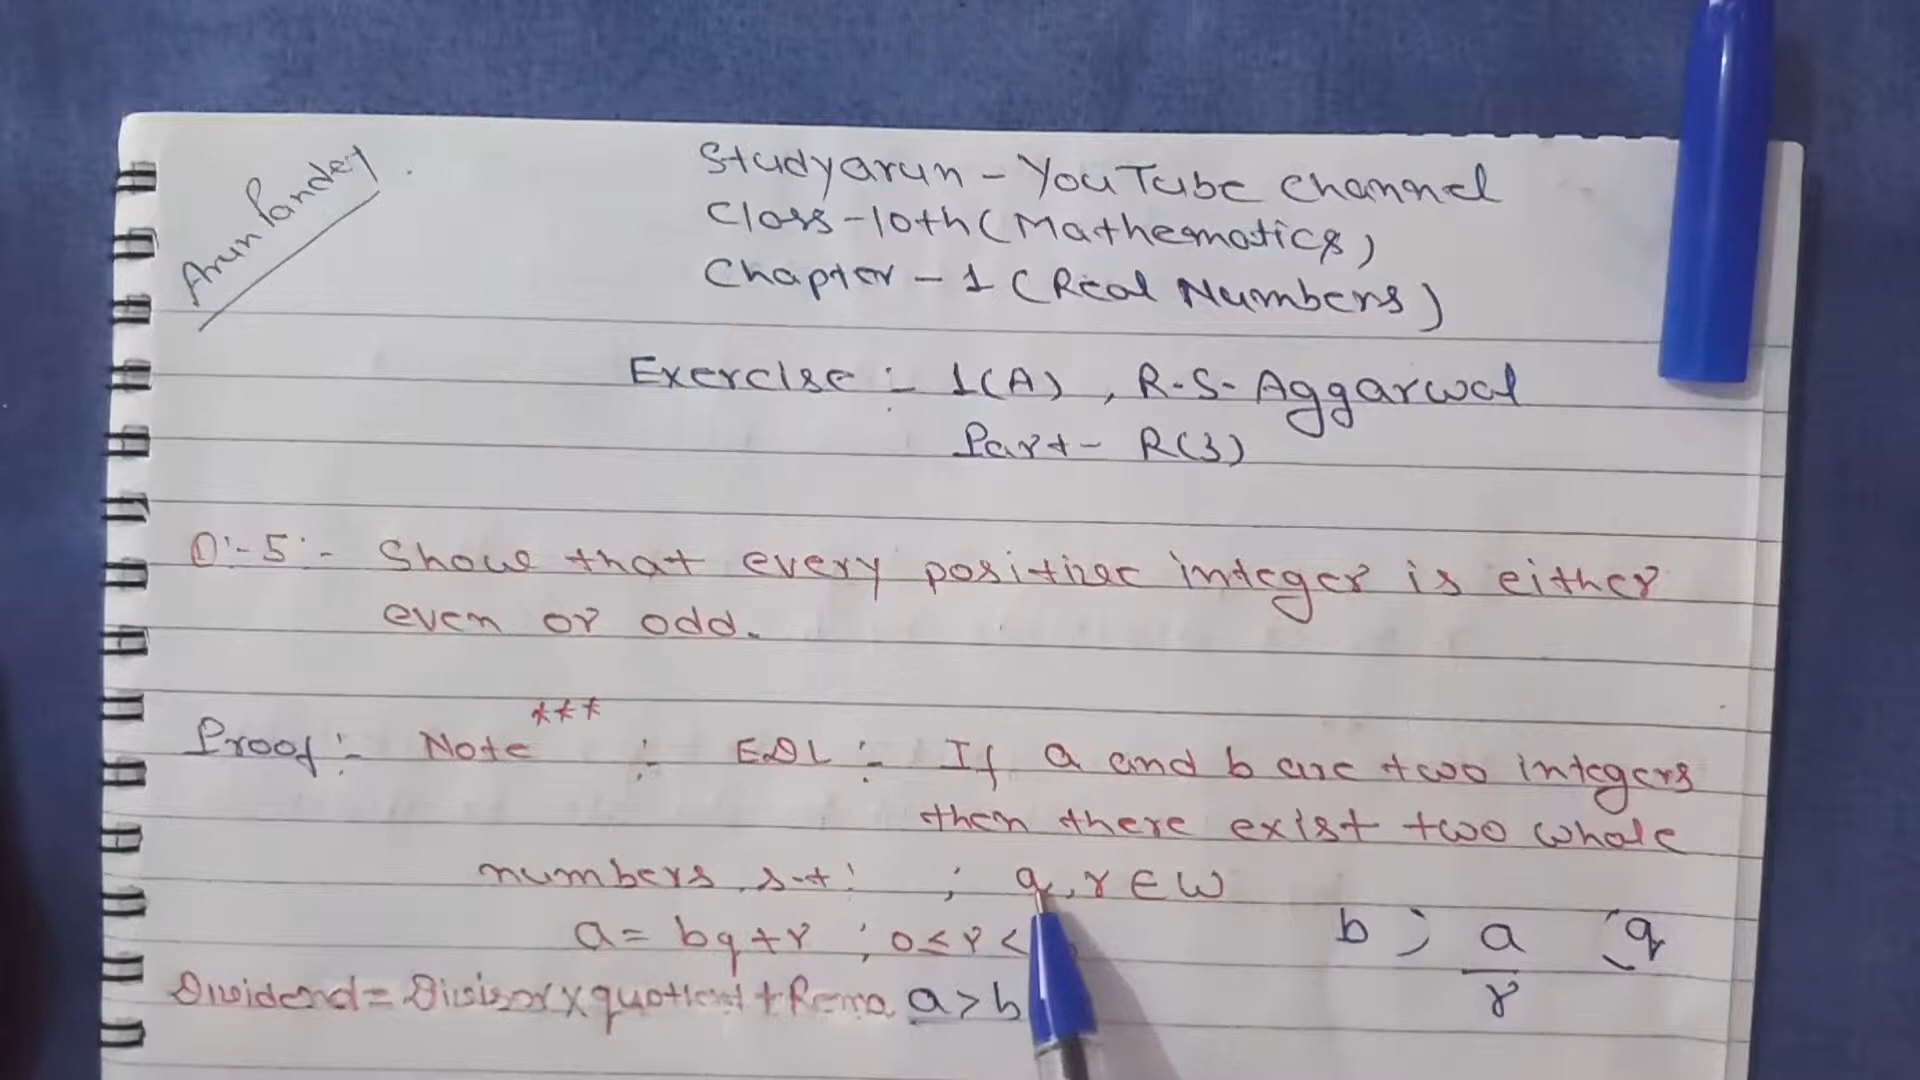 Arun Pandey
Studyarun - YouTube channel
Class-10th (Mathematics)
Chapter - 1 (Real Numbers)
Exercise :- 1(A), R.S. Aggarwal
Part- R(3)
Q:-5:- Show that every positive integer is either
even or odd.
Proof:- Note *** :- EDL :- If a and b are two integers
then there exist two whole
numbers s.t. ; q, r ∈ W
a = bq + r ; 0 ≤ r <
b ) a ( q
r
Dividend = Divisor x quotient + Rema a > b